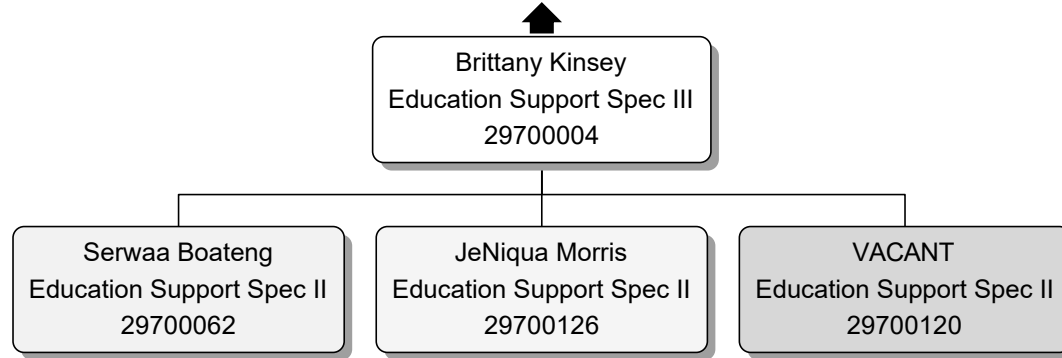 Brittany Kinsey
Education Support Spec III
29700004
Serwaa Boateng
Education Support Spec II
29700062
JeNiqua Morris
Education Support Spec II
29700126
VACANT
Education Support Spec II
29700120